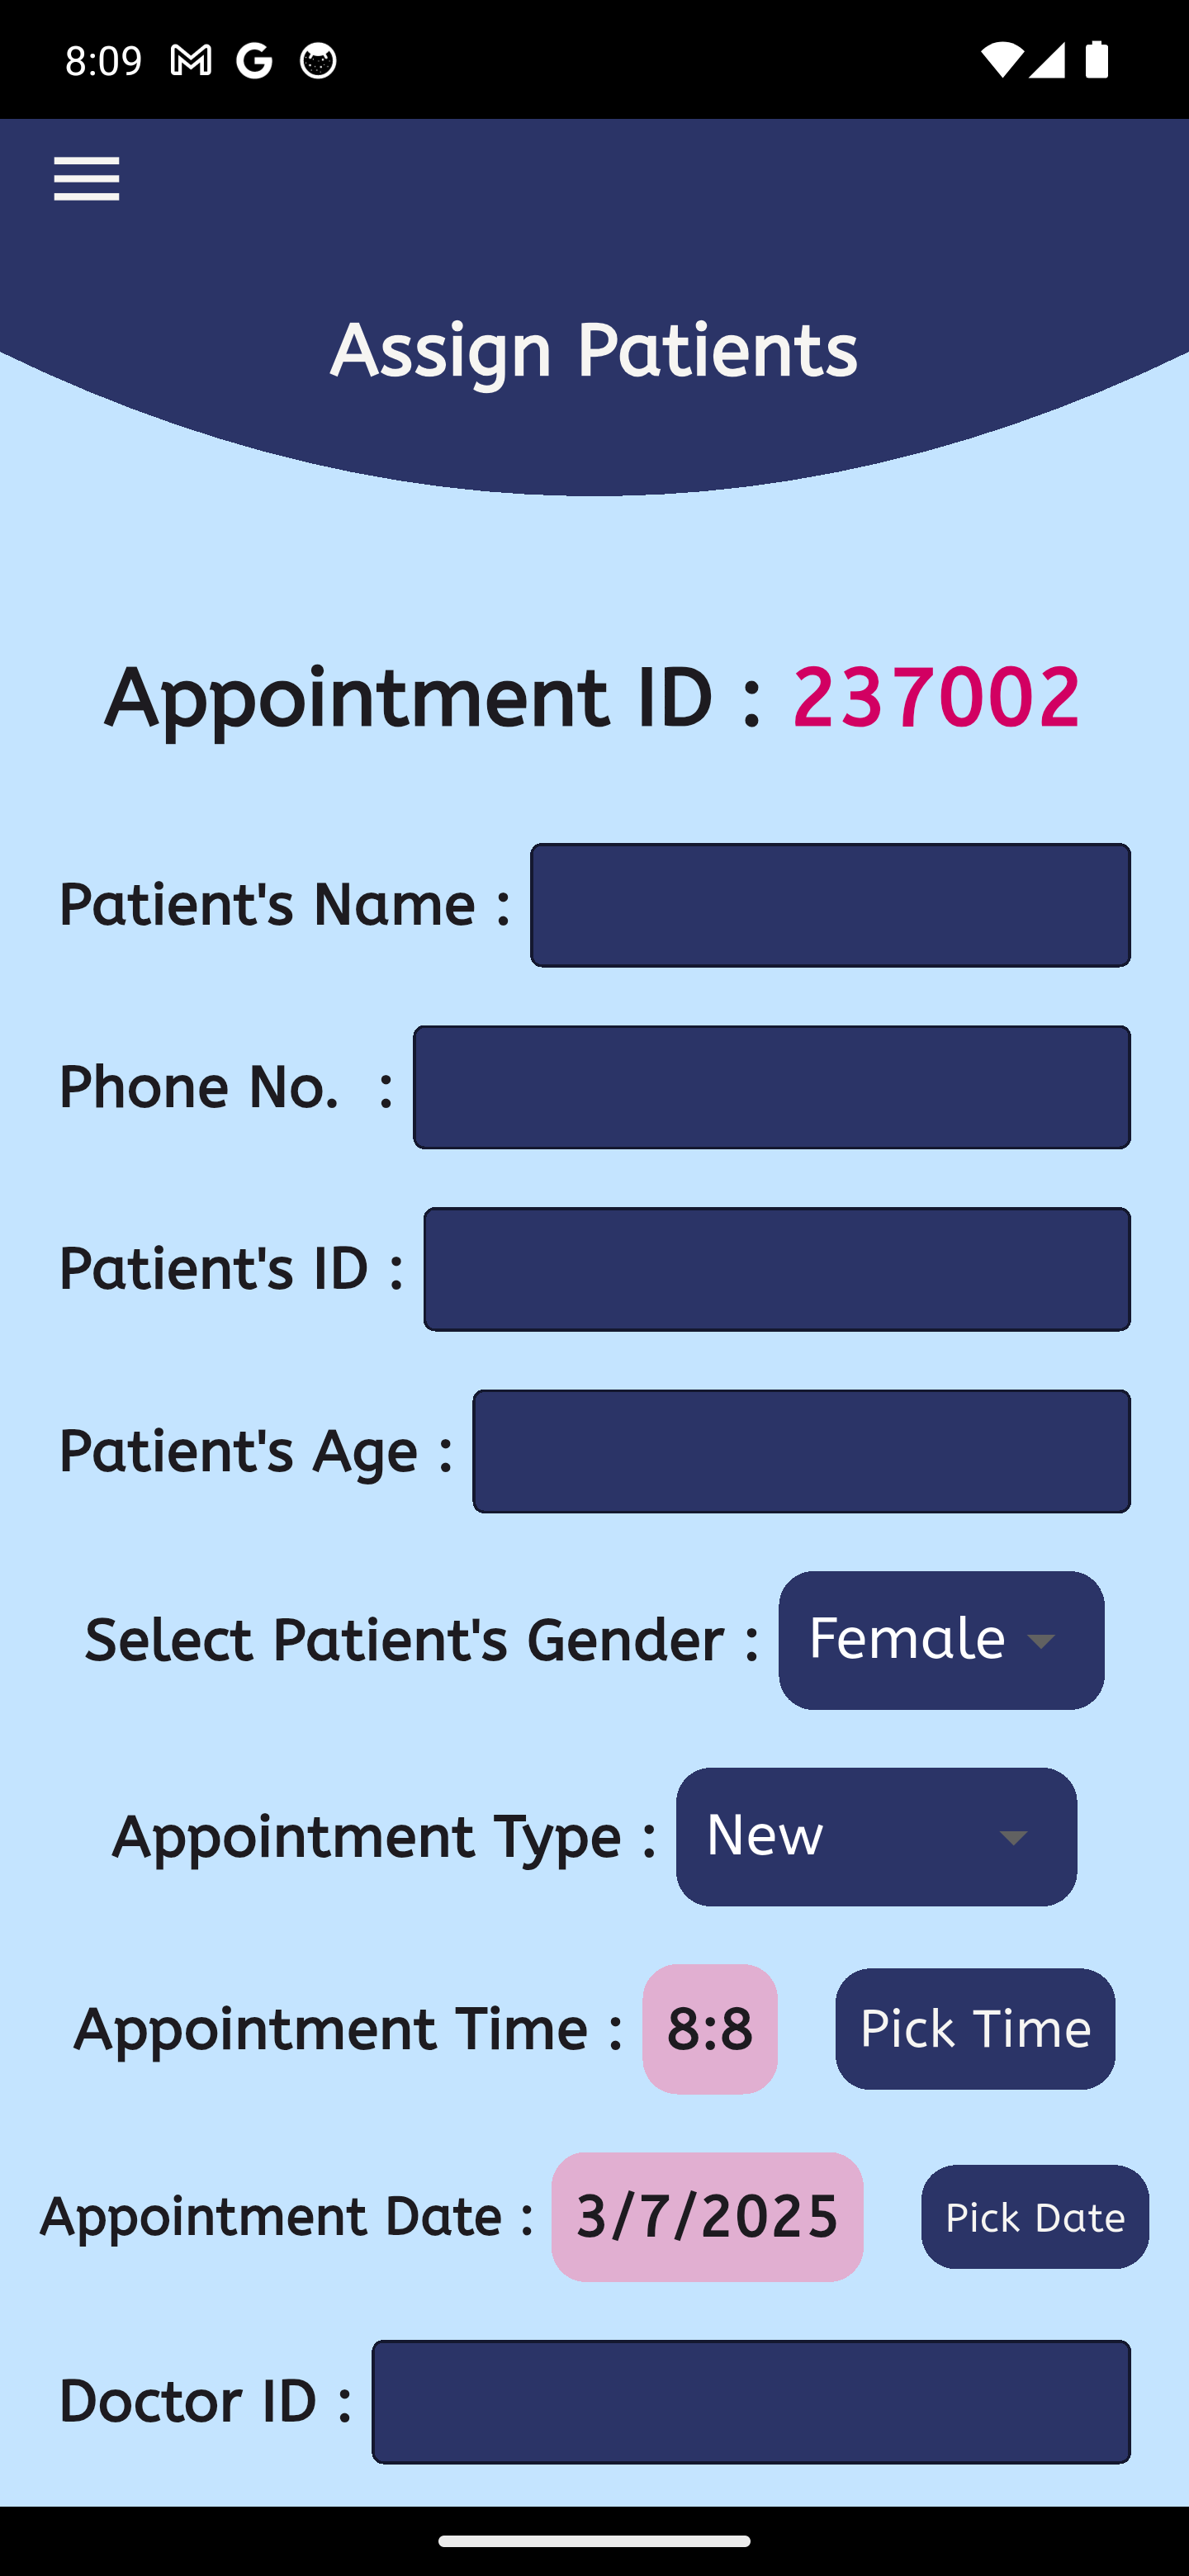 8:09
Assign Patients
Appointment ID : 237002
Patient's Name :
Phone No. :
Patient's ID :
Patient's Age :
Select Patient's Gender : Female
Appointment Type : New
Appointment Time : 8:8 Pick Time
Appointment Date : 3/7/2025 Pick Date
Doctor ID :